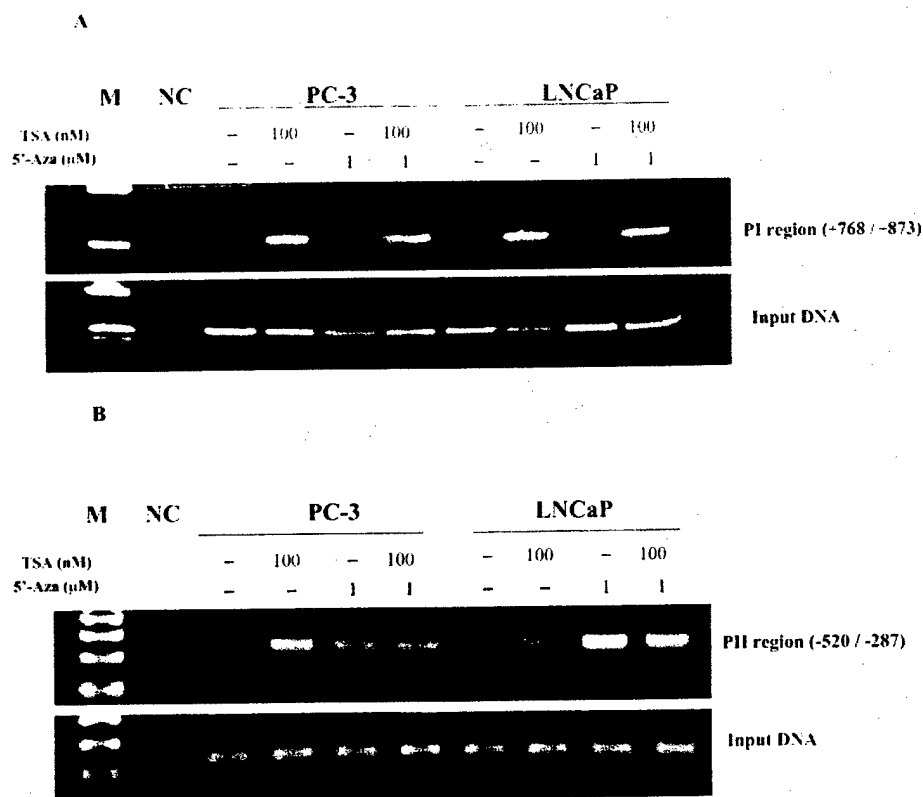 A
M NC PC-3 LNCaP
TSA (nM) – 100 – 100 – 100 – 100
5'-Aza (µM) – – 1 1 – – 1 1
PI region (+768 / +873)
Input DNA
B
M NC PC-3 LNCaP
TSA (nM) – 100 – 100 – 100 – 100
5'-Aza (µM) – – 1 1 – – 1 1
PII region (-520 / -287)
Input DNA